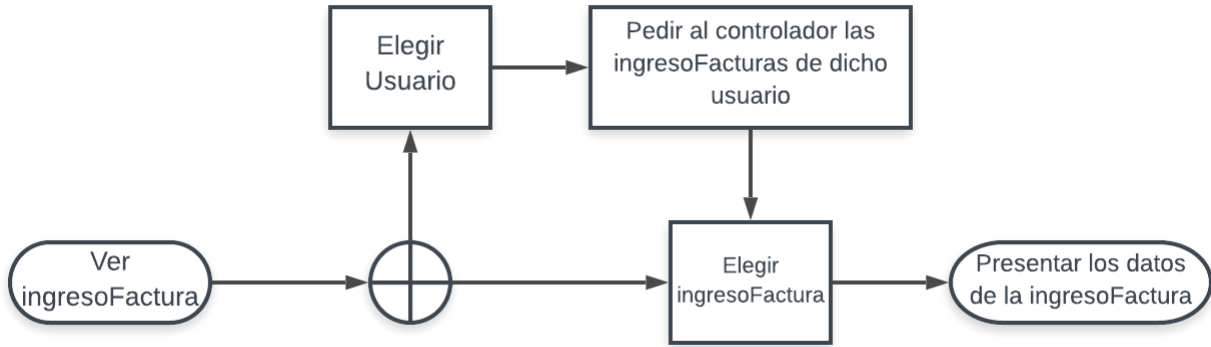 Elegir
Usuario
Pedir al controlador las
ingresoFacturas de dicho
usuario
Ver
ingresoFactura
Elegir
ingresoFactura
Presentar los datos
de la ingresoFactura